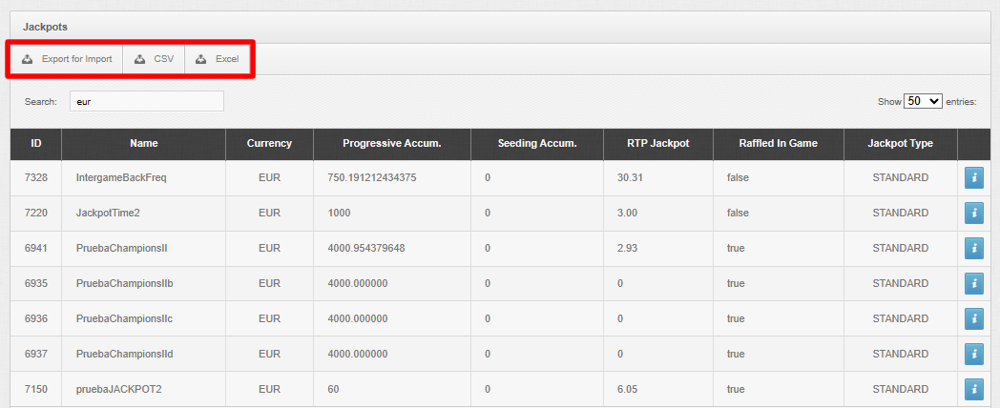 Jackpots
Export for Import CSV Excel
Search: eur Show 50 entries:
ID Name Currency Progressive Accum. Seeding Accum. RTP Jackpot Raffled In Game Jackpot Type
7328 IntergameBackFreq EUR 750.191212434375 0 30.31 false STANDARD
7220 JackpotTime2 EUR 1000 0 3.00 false STANDARD
6941 PruebaChampionsII EUR 4000.954379648 0 2.93 true STANDARD
6935 PruebaChampionsIIb EUR 4000.000000 0 0 true STANDARD
6936 PruebaChampionsIIc EUR 4000.000000 0 0 true STANDARD
6937 PruebaChampionsIId EUR 4000.000000 0 0 true STANDARD
7150 pruebaJACKPOT2 EUR 60 0 6.05 true STANDARD